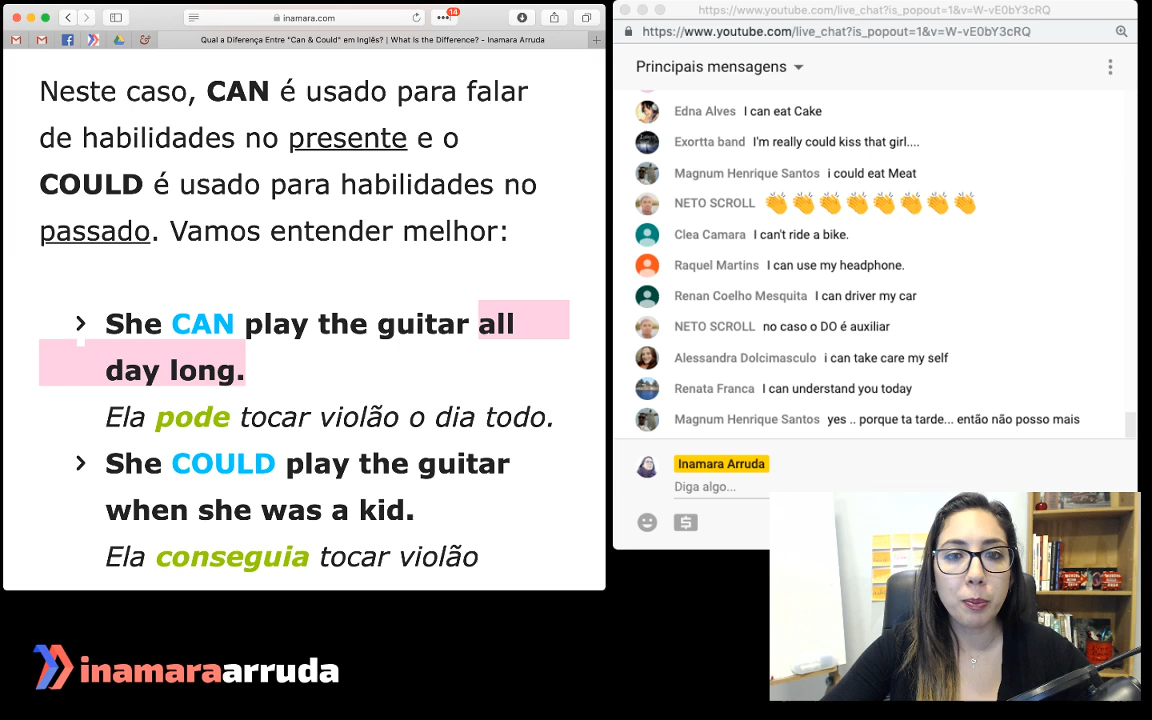 14
inamara.com
Qual a Diferença Entre "Can & Could" em Inglês? | What Is the Difference? - Inamara Arruda
Neste caso, CAN é usado para falar
de habilidades no presente e o
COULD é usado para habilidades no
passado. Vamos entender melhor:
She CAN play the guitar all
day long.
Ela pode tocar violão o dia todo.
She COULD play the guitar
when she was a kid.
Ela conseguia tocar violão
inamaraarruda
https://www.youtube.com/live_chat?is_popout=1&v=W-vE0bY3cRQ
https://www.youtube.com/live_chat?is_popout=1&v=W-vE0bY3cRQ
Principais mensagens
Edna Alves I can eat Cake
Exortta band I'm really could kiss that girl....
Magnum Henrique Santos i could eat Meat
NETO SCROLL 👏👏👏👏👏👏👏👏
Clea Camara I can't ride a bike.
Raquel Martins I can use my headphone.
Renan Coelho Mesquita I can driver my car
NETO SCROLL no caso o DO é auxiliar
Alessandra Dolcimasculo i can take care my self
Renata Franca I can understand you today
Magnum Henrique Santos yes .. porque ta tarde... então não posso mais
Inamara Arruda
Diga algo...